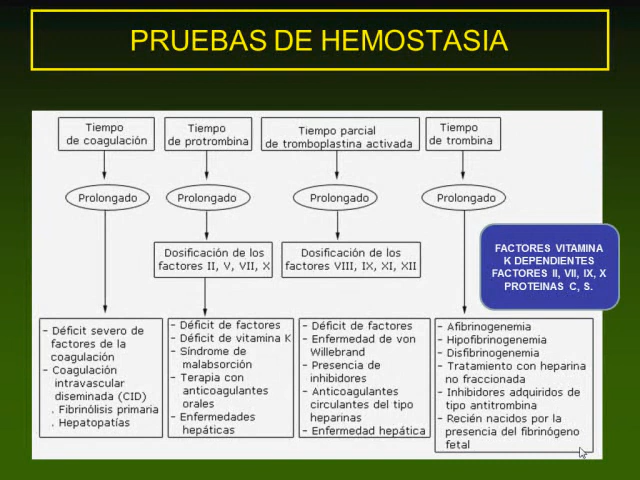 PRUEBAS DE HEMOSTASIA
Tiempo
de coagulación
Tiempo
de protrombina
Tiempo parcial
de tromboplastina activada
Tiempo
de trombina
Prolongado
Prolongado
Prolongado
Prolongado
Dosificación de los
factores II, V, VII, X
Dosificación de los
factores VIII, IX, XI, XII
FACTORES VITAMINA
K DEPENDIENTES
FACTORES II, VII, IX, X
PROTEINAS C, S.
- Déficit severo de
factores de la
coagulación
- Coagulación
intravascular
diseminada (CID)
. Fibrinólisis primaria
. Hepatopatías
- Déficit de factores
- Déficit de vitamina K
- Síndrome de
malabsorción
- Terapia con
anticoagulantes
orales
- Enfermedades
hepáticas
- Déficit de factores
- Enfermedad de von
Willebrand
- Presencia de
inhibidores
- Anticoagulantes
circulantes del tipo
heparinas
- Enfermedad hepática
- Afibrinogenemia
- Hipofibrinogenemia
- Disfibrinogenemia
- Tratamiento con heparina
no fraccionada
- Inhibidores adquiridos de
tipo antitrombina
- Recién nacidos por la
presencia del fibrinógeno
fetal